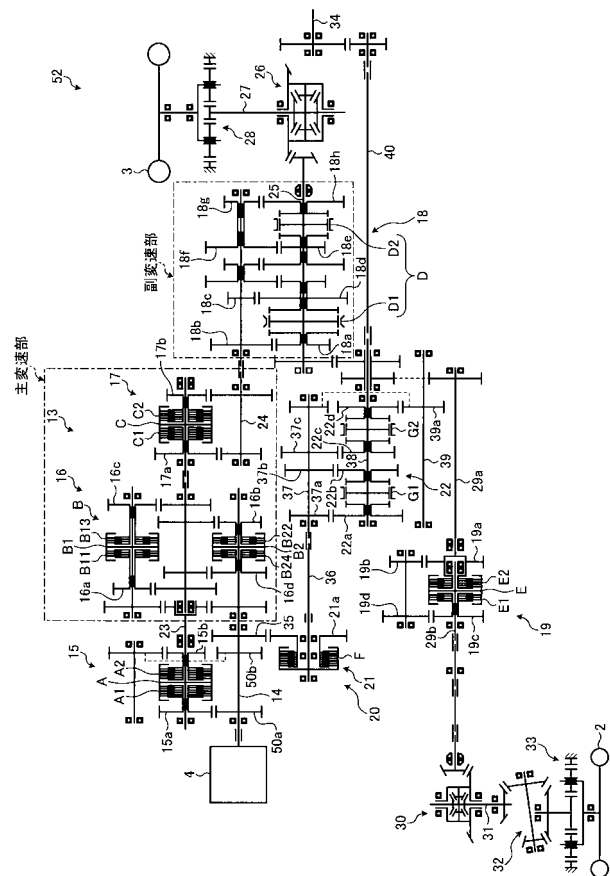 主変速部
13
52
16
15
B
17
3
B1
B13
B11
16c
16a
C
C2
C1
17b
17a
副変速部
A
A2
A1
15a
15b
23
18g
18f
18c
18b
28
27
26
4
50a
50b
14
35
16d
16b
B24
B22
B2
24
25
18h
18e
18d
18a
34
21a
36
F
21
20
37
37a
37b
37c
22a
22b
22c
22d
38
G1
G2
22
D1
D2
D
18
40
39
39a
29a
19b
19d
19a
19c
29b
E1
E2
E
19
30
31
32
33
2